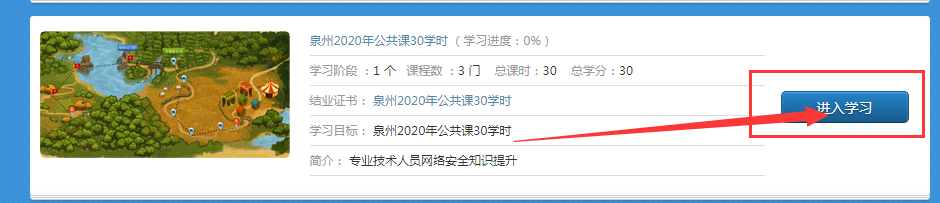 泉州2020年公共课30学时 （学习进度：0%）
学习阶段 ：1 个 课程数 ：3 门 总课时：30 总学分：30
结业证书： 泉州2020年公共课30学时
学习目标： 泉州2020年公共课30学时
进入学习
简介： 专业技术人员网络安全知识提升